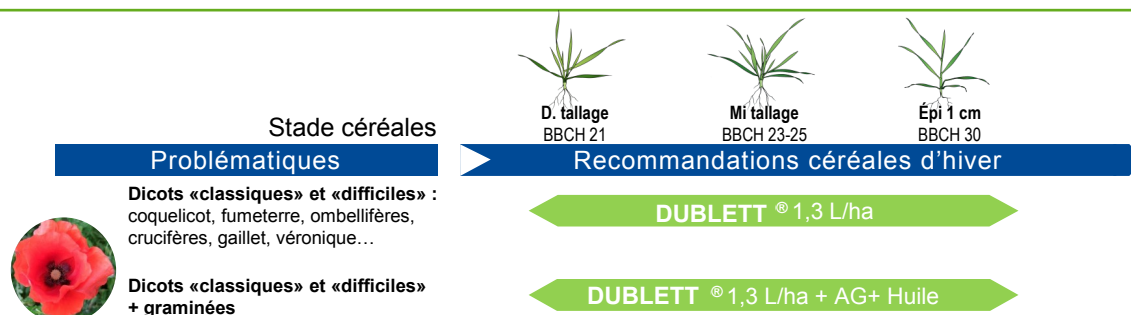 D. tallage
BBCH 21
Mi tallage
BBCH 23-25
Épi 1 cm
BBCH 30
Stade céréales
Problématiques
Recommandations céréales d’hiver
Dicots «classiques» et «difficiles» :
coquelicot, fumeterre, ombellifères,
crucifères, gaillet, véronique…
DUBLETT ® 1,3 L/ha
Dicots «classiques» et «difficiles»
+ graminées
DUBLETT ® 1,3 L/ha + AG+ Huile